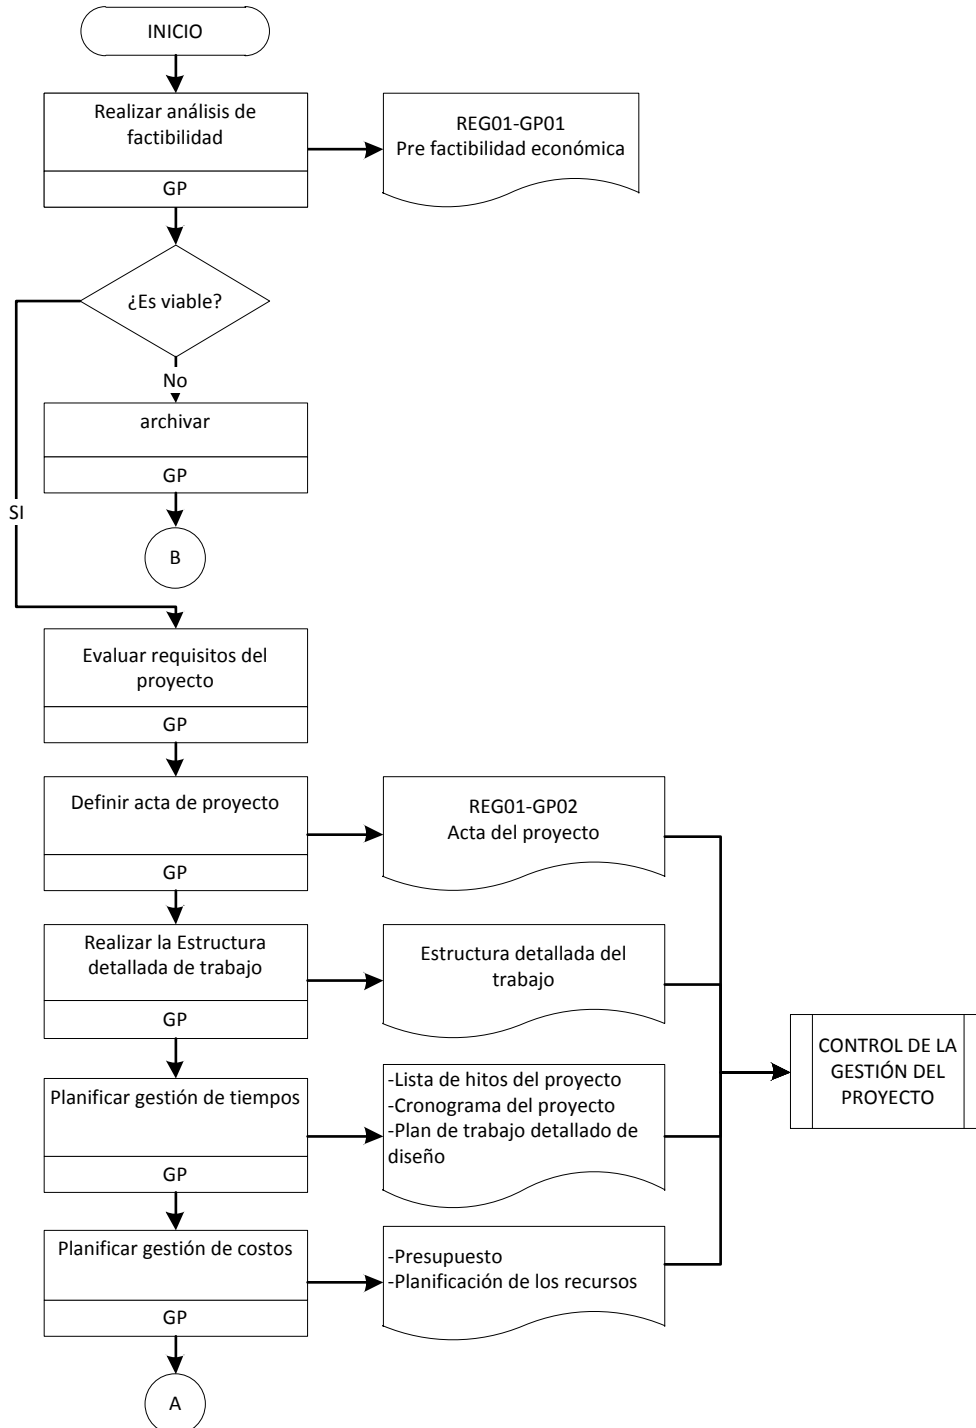 INICIO
Realizar análisis de
factibilidad
GP
REG01-GP01
Pre factibilidad económica
¿Es viable?
No
archivar
GP
SI
B
Evaluar requisitos del
proyecto
GP
Definir acta de proyecto
GP
REG01-GP02
Acta del proyecto
Realizar la Estructura
detallada de trabajo
GP
Estructura detallada del
trabajo
Planificar gestión de tiempos
GP
-Lista de hitos del proyecto
-Cronograma del proyecto
-Plan de trabajo detallado de
diseño
CONTROL DE LA
GESTIÓN DEL
PROYECTO
Planificar gestión de costos
GP
-Presupuesto
-Planificación de los recursos
A